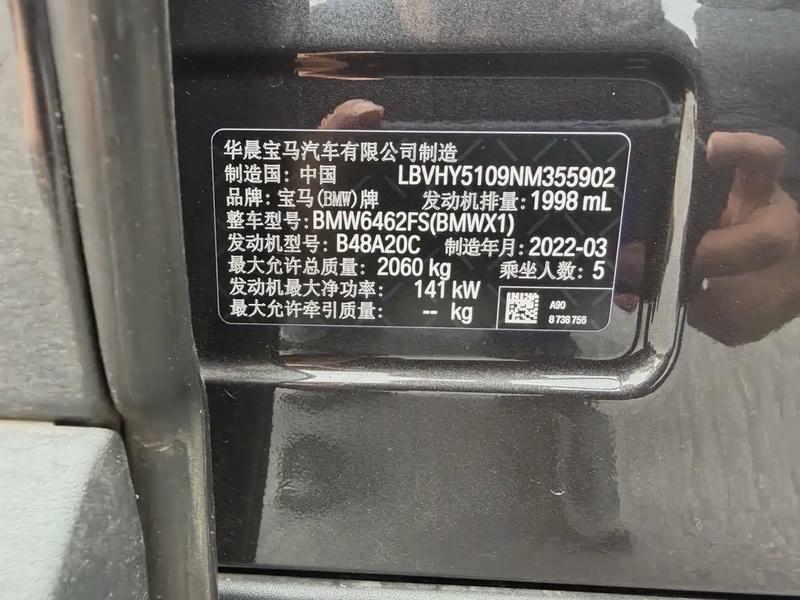 华晨宝马汽车有限公司制造
制造国：中国 LBVHY5109NM355902
品牌：宝马(BMW)牌 发动机排量：1998 mL
整车型号：BMW6462FS(BMWX1)
发动机型号：B48A20C 制造年月：2022-03
最大允许总质量：2060 kg 乘坐人数：5
发动机最大净功率： 141 kW
最大允许牵引质量： -- kg
A90
8 738 756